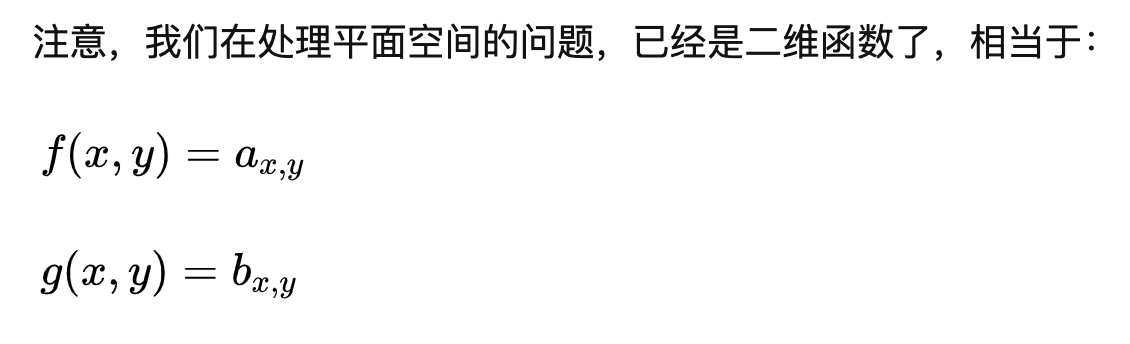 注意，我们在处理平面空间的问题，已经是二维函数了，相当于：
f(x, y) = a_{x,y}
g(x, y) = b_{x,y}